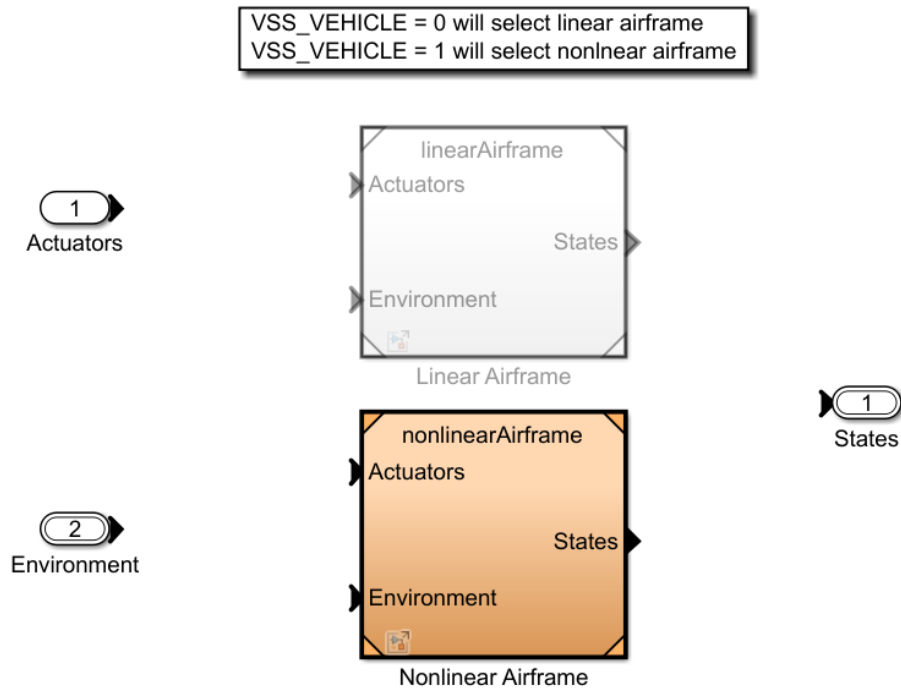 VSS_VEHICLE = 0 will select linear airframe
VSS_VEHICLE = 1 will select nonlnear airframe
1
Actuators
linearAirframe
Actuators
States
Environment
Linear Airframe
1
States
nonlinearAirframe
Actuators
States
Environment
Nonlinear Airframe
2
Environment